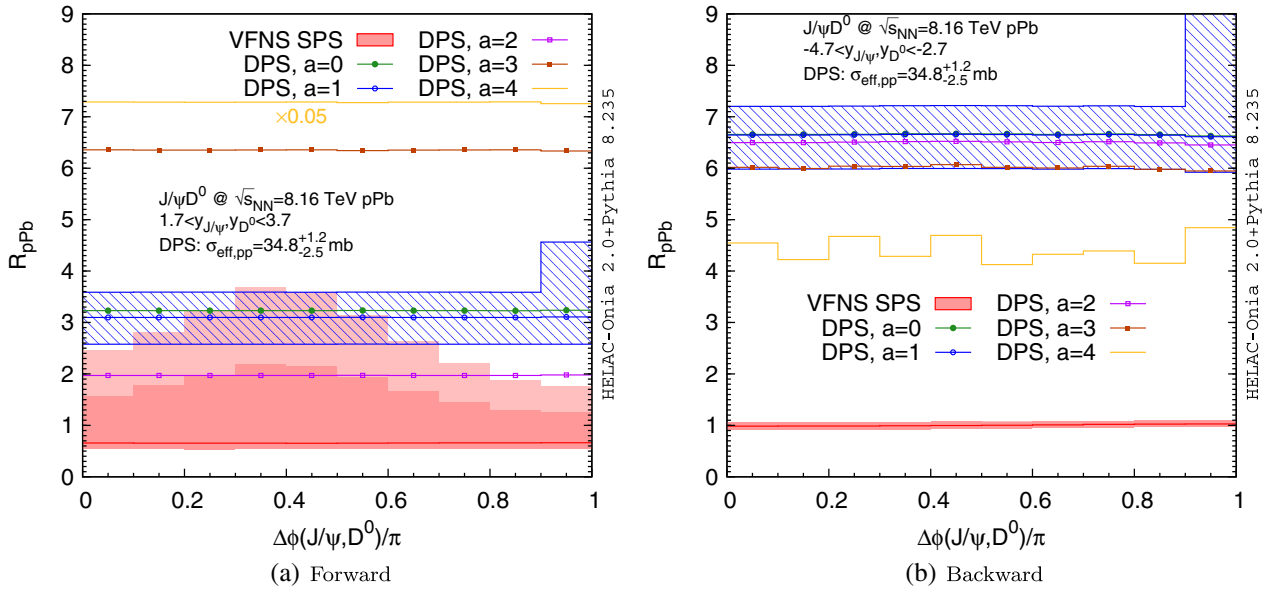 9
8
7
6
5
4
3
2
1
0
R_pPb
VFNS SPS
DPS, a=0
DPS, a=1
DPS, a=2
DPS, a=3
DPS, a=4
×0.05
J/ψD⁰ @ √s_NN=8.16 TeV pPb
1.7<y_J/ψ,y_D⁰<3.7
DPS: σ_eff,pp=34.8^+1.2_-2.5 mb
0 0.2 0.4 0.6 0.8 1
Δϕ(J/ψ,D⁰)/π
HELAC-Onia 2.0+Pythia 8.235
(a) Forward
9
8
7
6
5
4
3
2
1
0
R_pPb
J/ψD⁰ @ √s_NN=8.16 TeV pPb
-4.7<y_J/ψ,y_D⁰<-2.7
DPS: σ_eff,pp=34.8^+1.2_-2.5 mb
VFNS SPS
DPS, a=0
DPS, a=1
DPS, a=2
DPS, a=3
DPS, a=4
0 0.2 0.4 0.6 0.8 1
Δϕ(J/ψ,D⁰)/π
HELAC-Onia 2.0+Pythia 8.235
(b) Backward